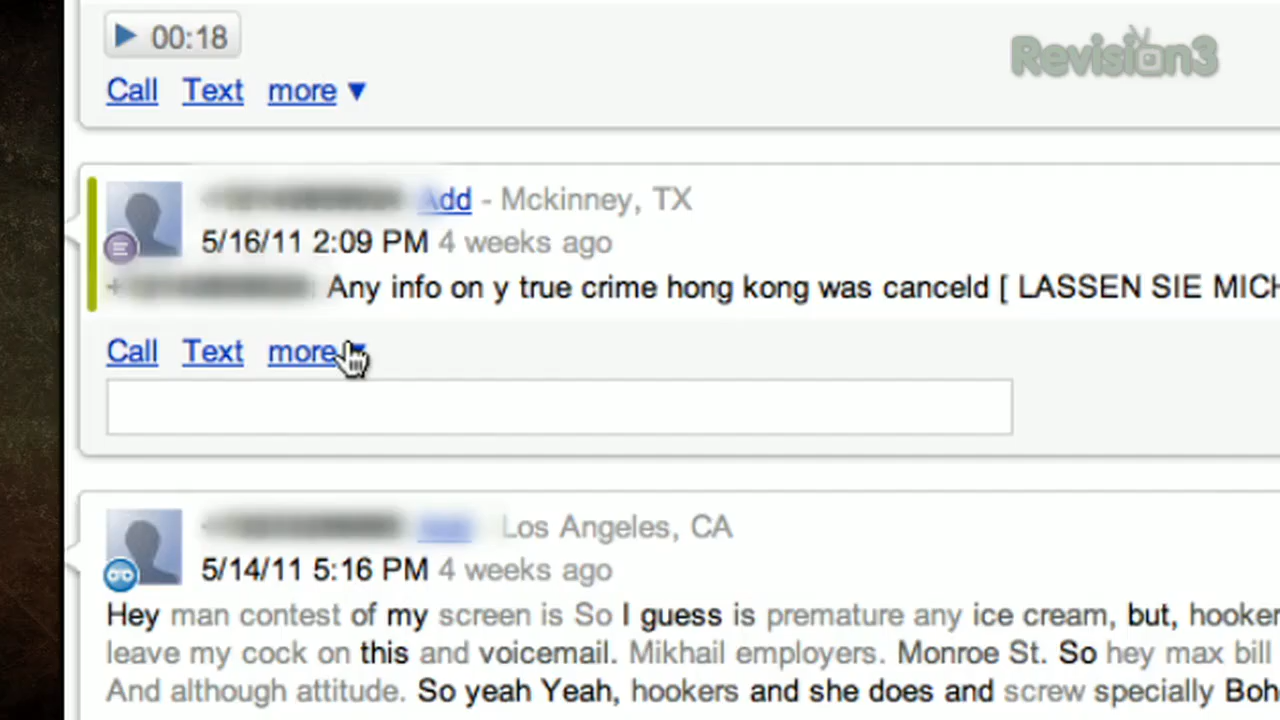 00:18
Revision3
Call Text more
Add - Mckinney, TX
5/16/11 2:09 PM 4 weeks ago
Any info on y true crime hong kong was canceld [ LASSEN SIE MICH
Call Text more
Los Angeles, CA
5/14/11 5:16 PM 4 weeks ago
Hey man contest of my screen is So I guess is premature any ice cream, but, hooker
leave my cock on this and voicemail. Mikhail employers. Monroe St. So hey max bill
And although attitude. So yeah Yeah, hookers and she does and screw specially Boh